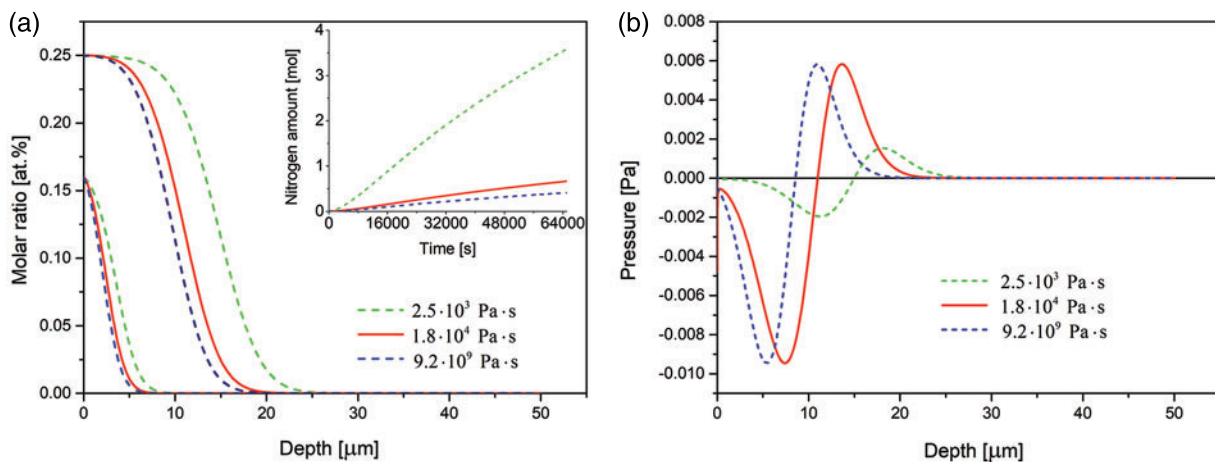 (a)
Molar ratio [at.%]
0.25
0.20
0.15
0.10
0.05
0.00
0 10 20 30 40 50
Depth [μm]
Nitrogen amount [mol]
4
3
2
1
0
0 16000 32000 48000 64000
Time [s]
2.5·10³ Pa·s
1.8·10⁴ Pa·s
9.2·10⁹ Pa·s
(b)
Pressure [Pa]
0.008
0.006
0.004
0.002
0.000
-0.002
-0.004
-0.006
-0.008
-0.010
0 10 20 30 40 50
Depth [μm]
2.5·10³ Pa·s
1.8·10⁴ Pa·s
9.2·10⁹ Pa·s